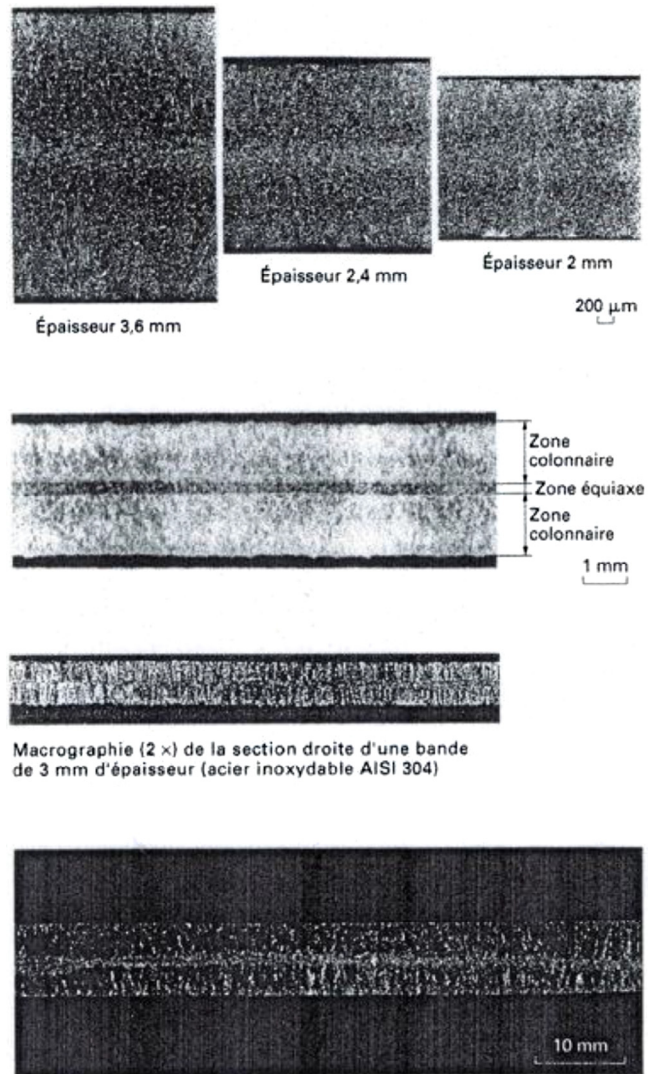 Épaisseur 3,6 mm
Épaisseur 2,4 mm
Épaisseur 2 mm
200 µm
Zone
colonnaire
Zone équiaxe
Zone
colonnaire
1 mm
Macrographie (2 ×) de la section droite d'une bande
de 3 mm d'épaisseur (acier inoxydable AISI 304)
10 mm